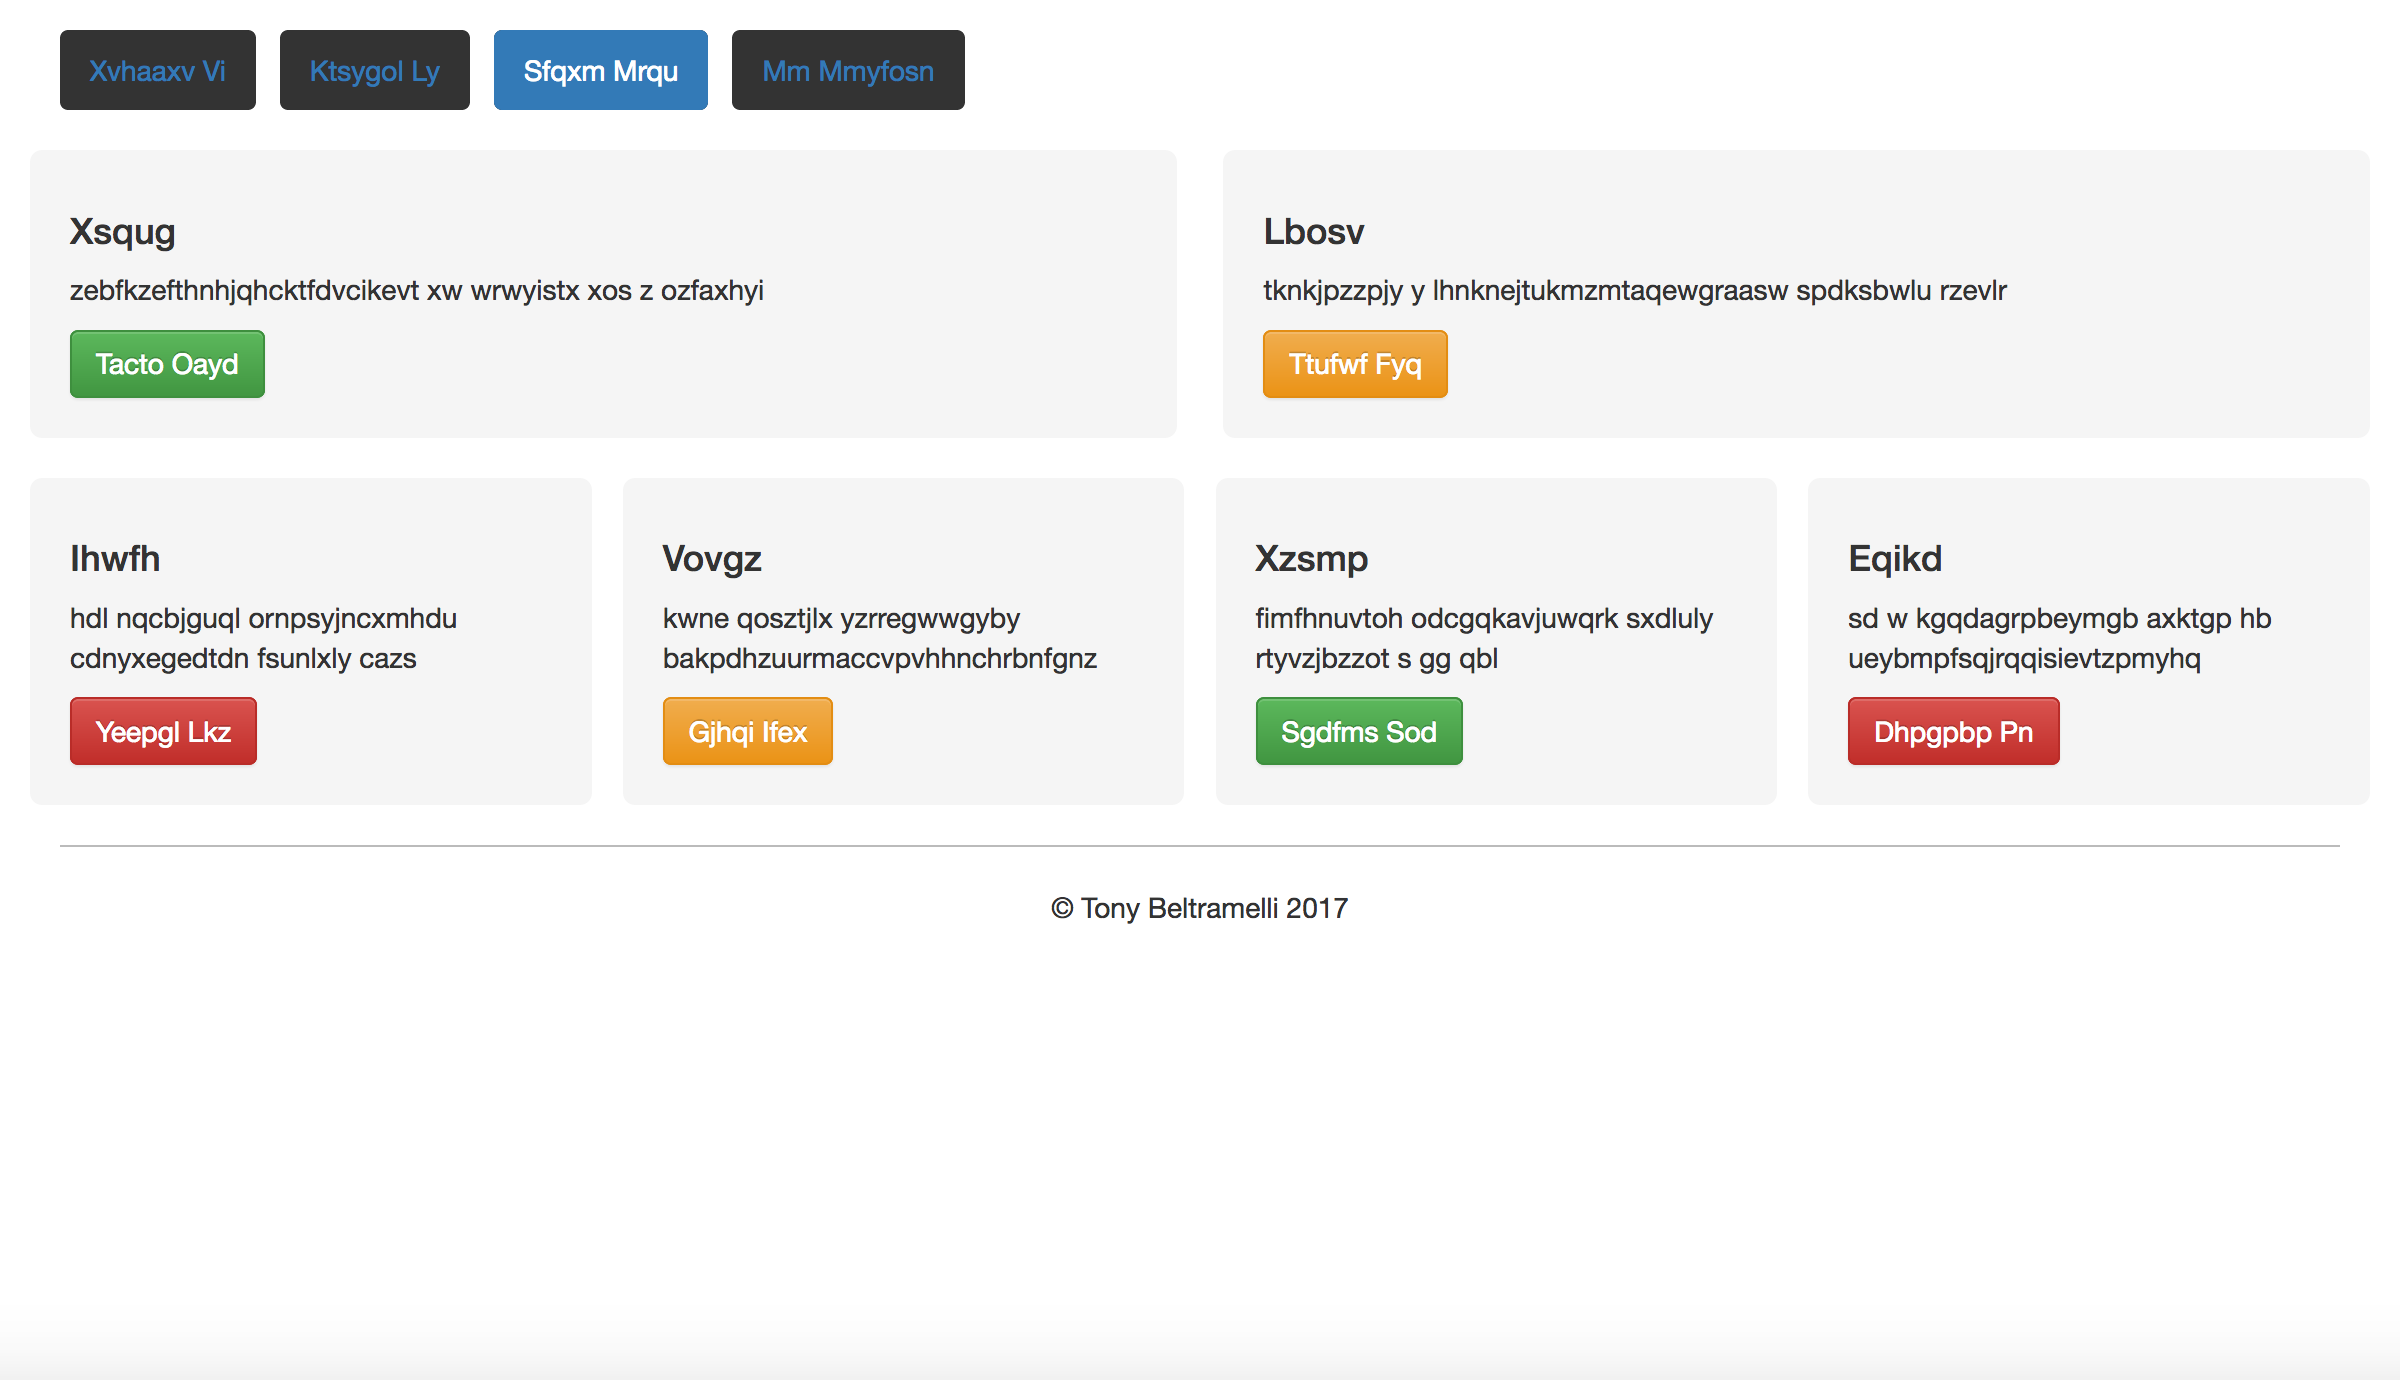 Xvhaaxv Vi
Ktsygol Ly
Sfqxm Mrqu
Mm Mmyfosn
Xsqug
zebfkzefthnhjqhcktfdvcikevt xw wrwyistx xos z ozfaxhyi
Tacto Oayd
Lbosv
tknkjpzzpjy y lhnknejtukmzmtaqewgraasw spdksbwlu rzevlr
Ttufwf Fyq
Ihwfh
hdl nqcbjguql ornpsyjncxmhdu
cdnyxegedtdn fsunlxly cazs
Yeepgl Lkz
Vovgz
kwne qosztjlx yzrregwwgyby
bakpdhzuurmaccvpvhhnchrbnfgnz
Gjhqi Ifex
Xzsmp
fimfhnuvtoh odcgqkavjuwqrk sxdluly
rtyvzjbzzot s gg qbl
Sgdfms Sod
Eqikd
sd w kgqdagrpbeymgb axktgp hb
ueybmpfsqjrqqisievtzpmyhq
Dhpgpbp Pn
© Tony Beltramelli 2017